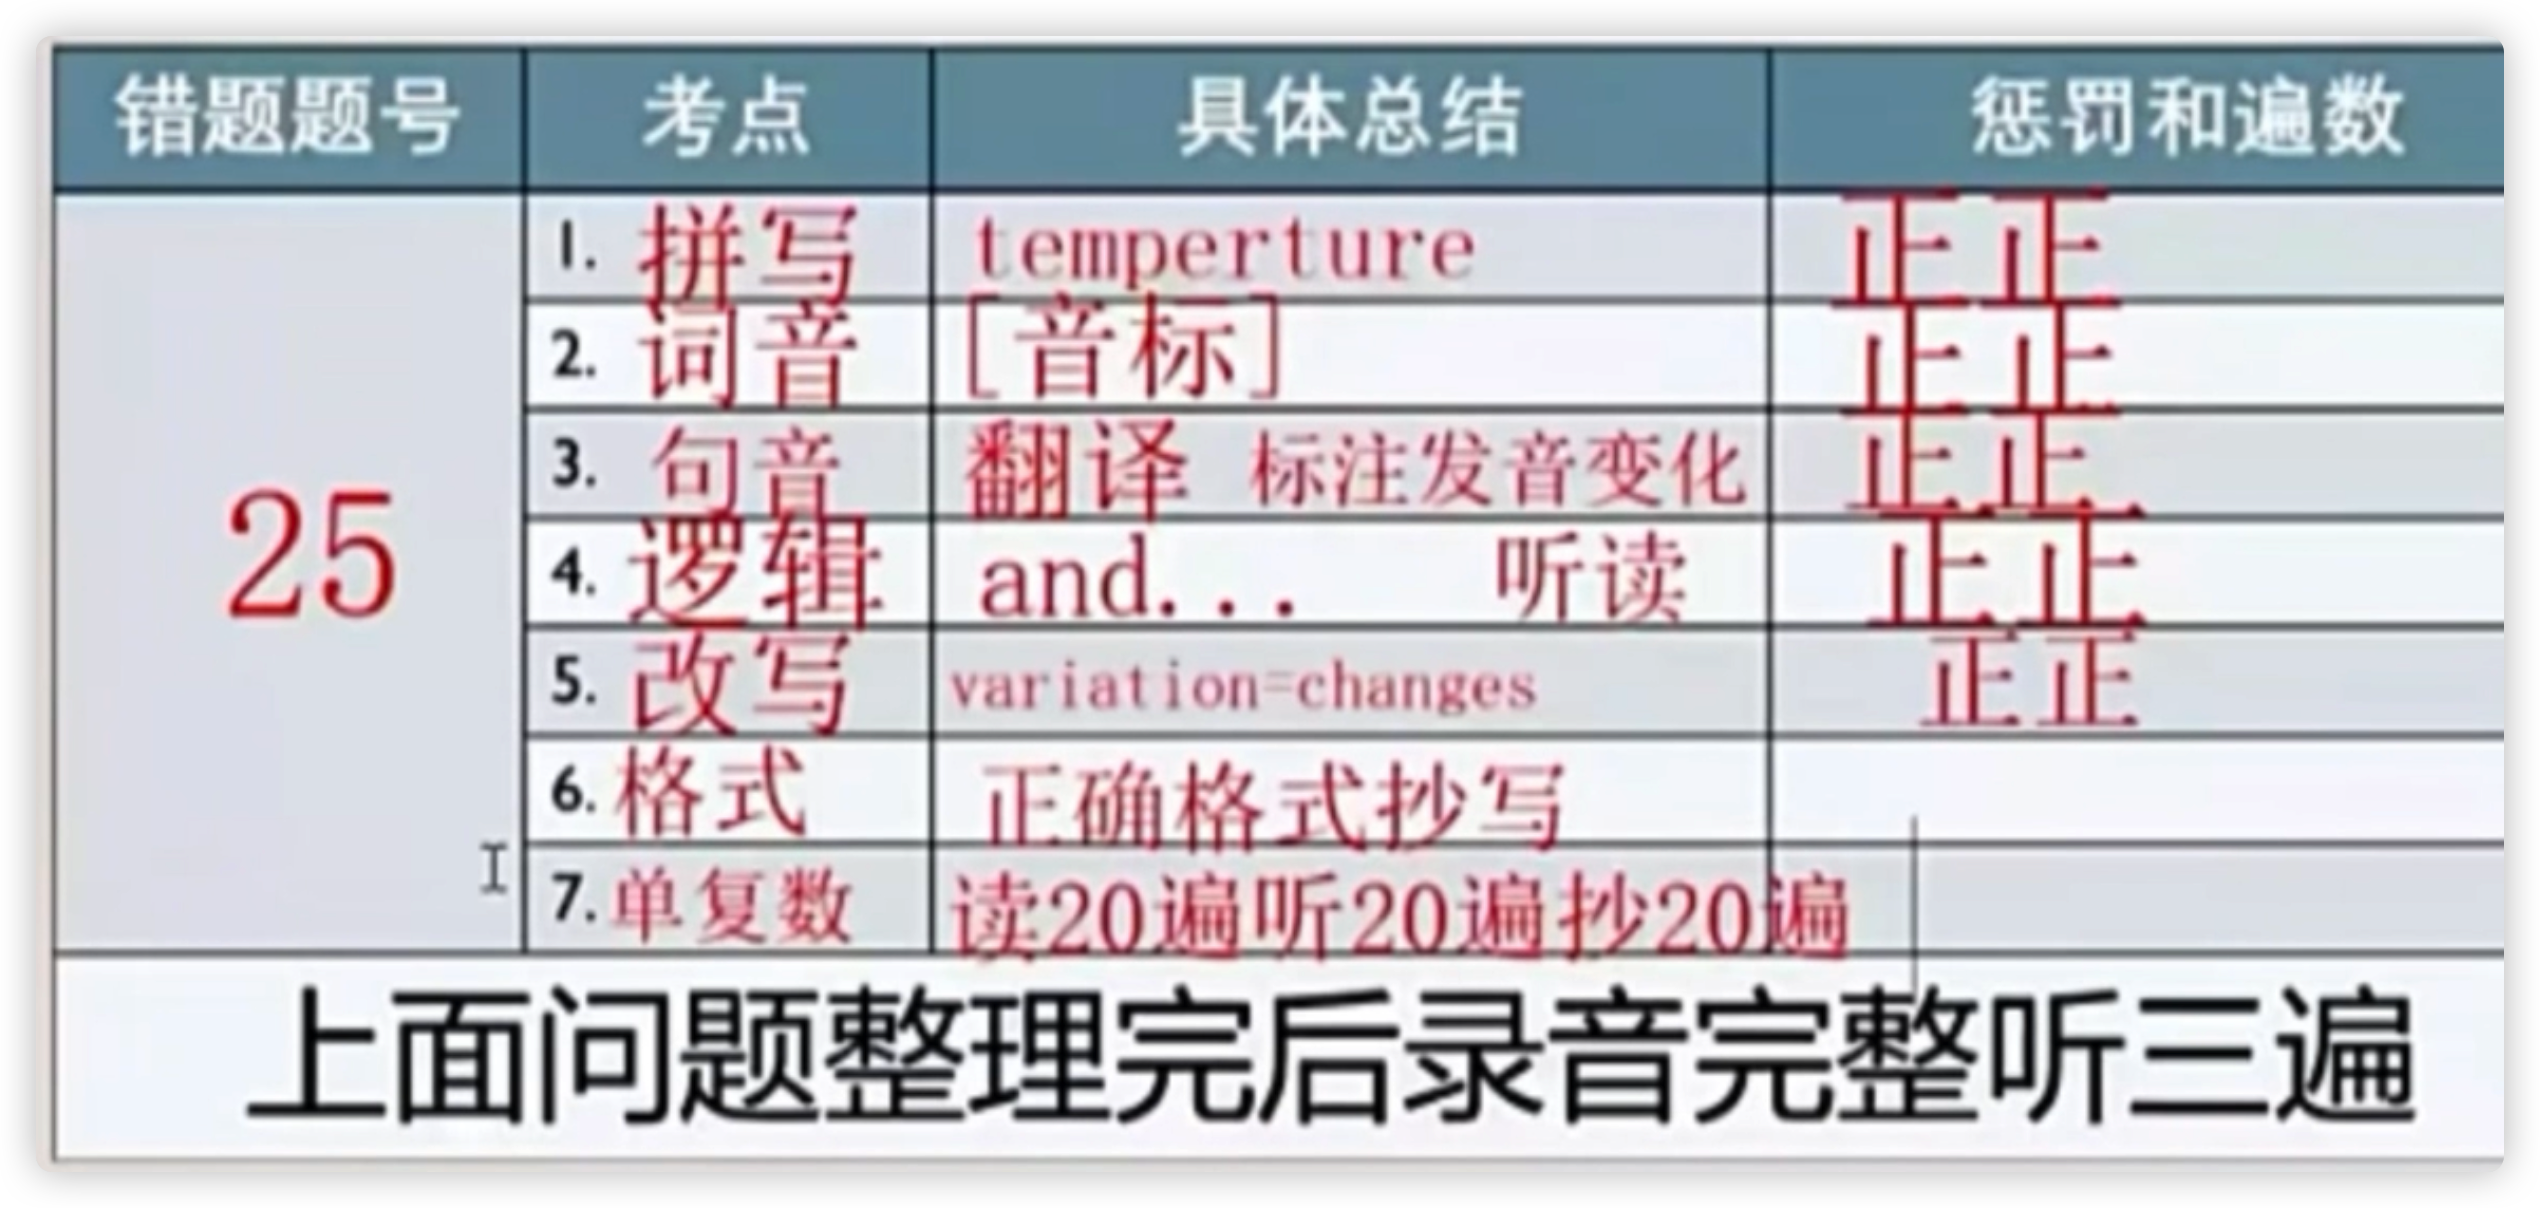 错题题号 考点 具体总结 惩罚和遍数
25
1. 拼写 temperture 正正
2. 词音 [音标] 正正
3. 句音 翻译 标注发音变化 正正
4. 逻辑 and... 听读 正正
5. 改写 variation=changes 正正
6. 格式 正确格式抄写
7. 单复数 读20遍听20遍抄20遍
上面问题整理完后录音完整听三遍